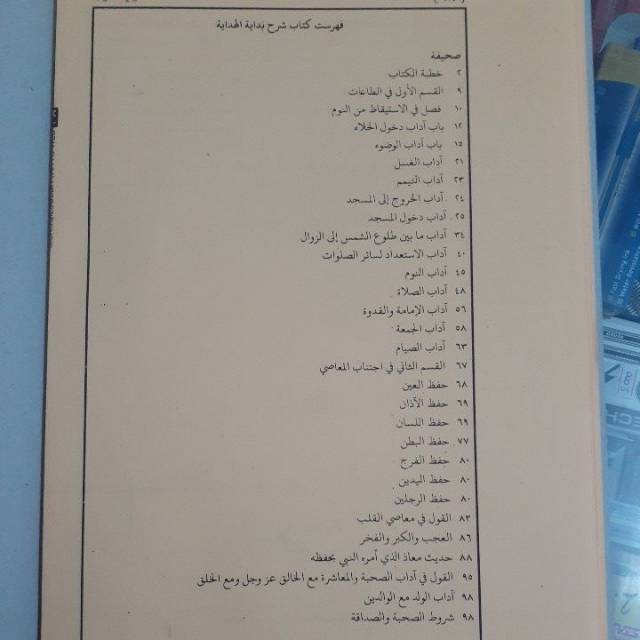 فهرست كتاب شرح بداية الهداية
صحيفة
٢ خطبة الكتاب
٩ القسم الأول في الطاعات
١٠ فصل في الاستيقاظ من النوم
١٢ باب آداب دخول الخلاء
١٥ باب آداب الوضوء
٢١ آداب الغسل
٢٣ آداب التيمم
٢٤ آداب الخروج إلى المسجد
٢٥ آداب دخول المسجد
٣٤ آداب ما بين طلوع الشمس إلى الزوال
٤٠ آداب الاستعداد لسائر الصلوات
٤٥ آداب النوم
٤٨ آداب الصلاة
٥٦ آداب الإمامة والقدوة
٥٨ آداب الجمعة
٦٣ آداب الصيام
٦٧ القسم الثاني في اجتناب المعاصي
٦٨ حفظ العين
٦٩ حفظ الآذان
٦٩ حفظ اللسان
٧٧ حفظ البطن
٨٠ حفظ الفرج
٨٠ حفظ اليدين
٨٠ حفظ الرجلين
٨٣ القول في معاصي القلب
٨٦ العجب والكبر والفخر
٨٨ حديث معاذ الذي أمره النبي بحفظه
٩٥ القول في آداب الصحبة والمعاشرة مع الخالق عز وجل ومع الخلق
٩٨ آداب الولد مع الوالدين
٩٨ شروط الصحبة والصداقة